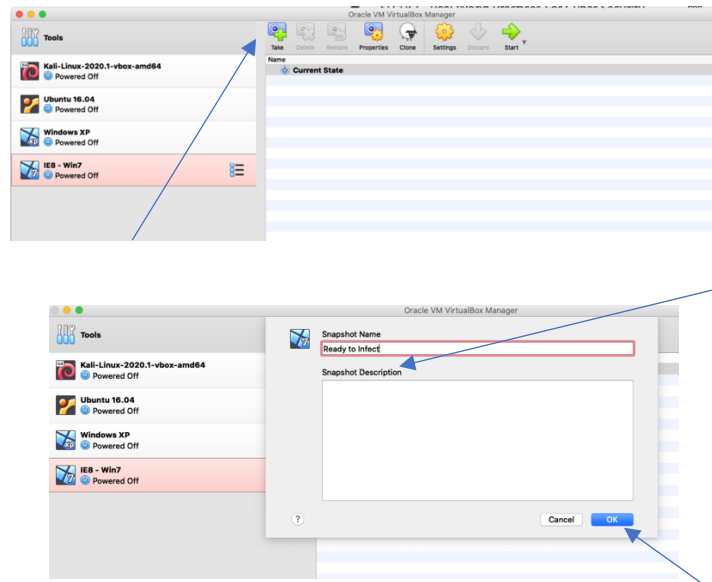 Oracle VM VirtualBox Manager
Tools
Take Delete Restore Properties Clone Settings Discard Start
Name
Current State
Kali-Linux-2020.1-vbox-amd64
Powered Off
Ubuntu 16.04
Powered Off
Windows XP
Powered Off
IE8 - Win7
Powered Off
Oracle VM VirtualBox Manager
Tools
Kali-Linux-2020.1-vbox-amd64
Powered Off
Ubuntu 16.04
Powered Off
Windows XP
Powered Off
IE8 - Win7
Powered Off
Snapshot Name
Ready to Infect
Snapshot Description
?
Cancel OK